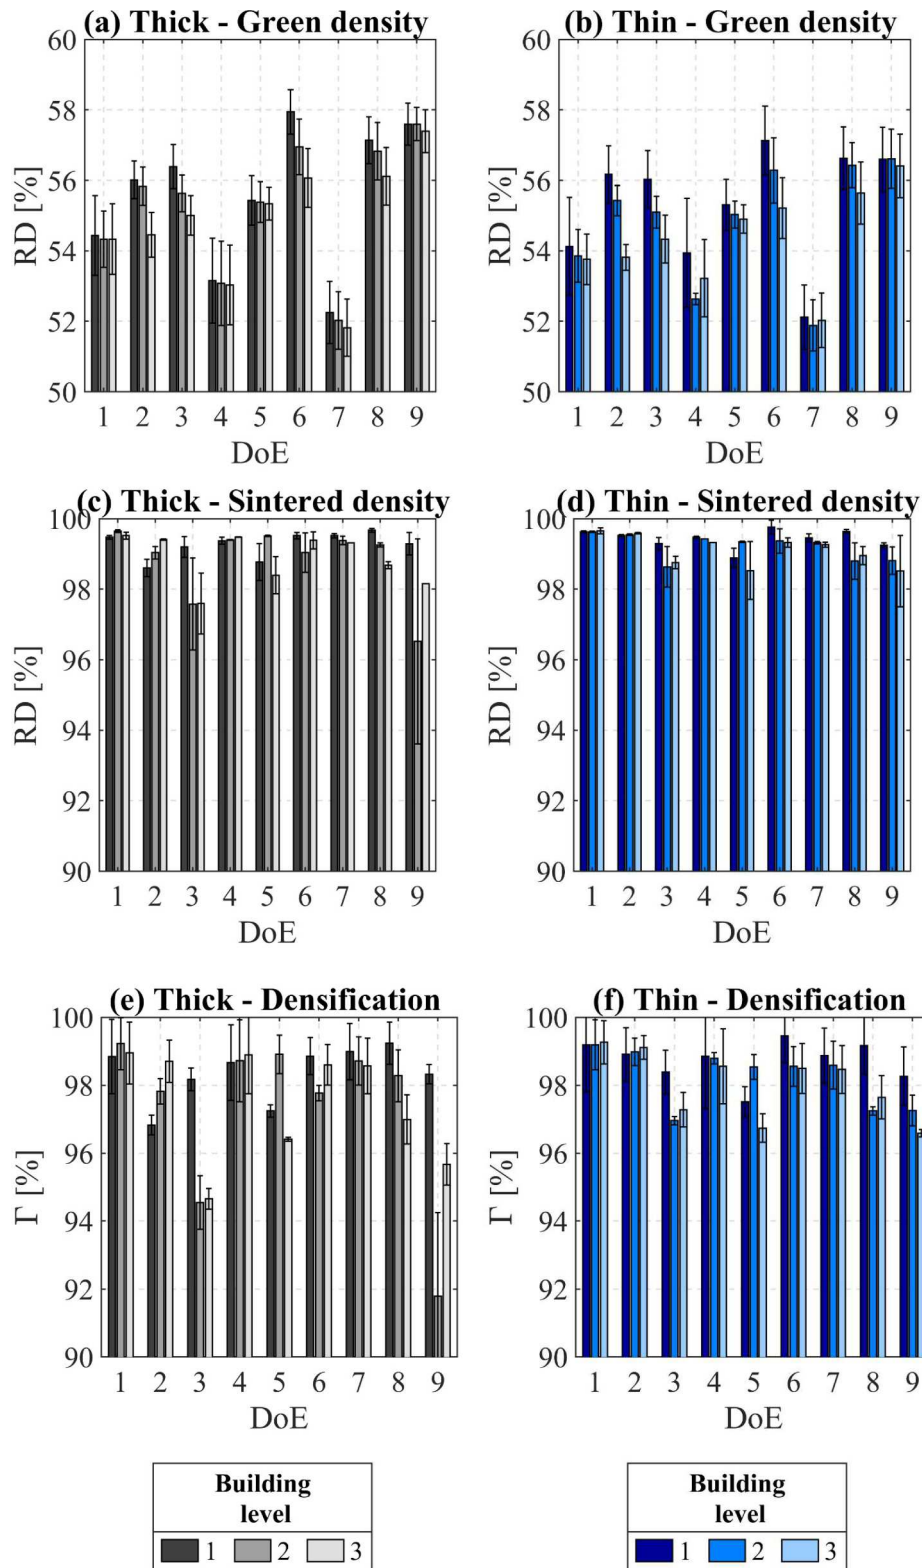 (a) Thick - Green density
60
58
56
54
52
50
RD [%]
1 2 3 4 5 6 7 8 9
DoE
(b) Thin - Green density
60
58
56
54
52
50
RD [%]
1 2 3 4 5 6 7 8 9
DoE
(c) Thick - Sintered density
100
98
96
94
92
90
RD [%]
1 2 3 4 5 6 7 8 9
DoE
(d) Thin - Sintered density
100
98
96
94
92
90
RD [%]
1 2 3 4 5 6 7 8 9
DoE
(e) Thick - Densification
100
98
96
94
92
90
Γ [%]
1 2 3 4 5 6 7 8 9
DoE
(f) Thin - Densification
100
98
96
94
92
90
Γ [%]
1 2 3 4 5 6 7 8 9
DoE
Building
level
1 2 3
Building
level
1 2 3